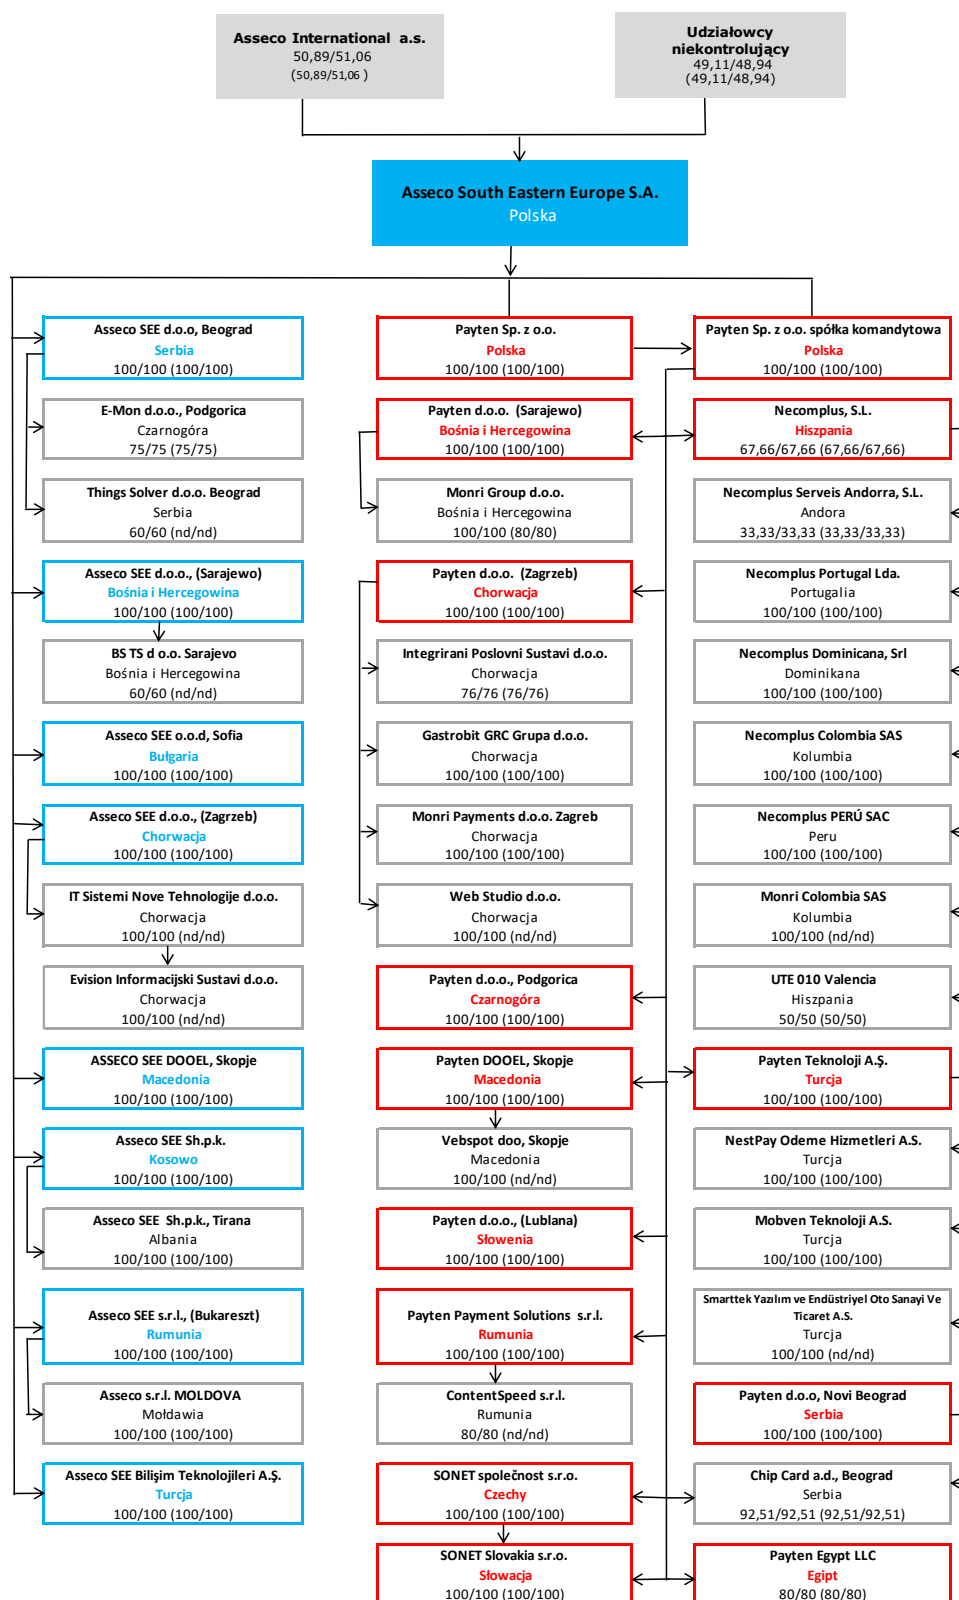 Asseco International a.s.
50,89/51,06
(50,89/51,06 )
Udziałowcy
niekontrolujący
49,11/48,94
(49,11/48,94)
Asseco South Eastern Europe S.A.
Polska
Asseco SEE d.o.o, Beograd
Serbia
100/100 (100/100)
E-Mon d.o.o., Podgorica
Czarnogóra
75/75 (75/75)
Things Solver d.o.o. Beograd
Serbia
60/60 (nd/nd)
Asseco SEE d.o.o., (Sarajewo)
Bośnia i Hercegowina
100/100 (100/100)
BS TS d o.o. Sarajevo
Bośnia i Hercegowina
60/60 (nd/nd)
Asseco SEE o.o.d, Sofia
Bułgaria
100/100 (100/100)
Asseco SEE d.o.o., (Zagrzeb)
Chorwacja
100/100 (100/100)
IT Sistemi Nove Tehnologije d.o.o.
Chorwacja
100/100 (nd/nd)
Evision Informacijski Sustavi d.o.o.
Chorwacja
100/100 (nd/nd)
ASSECO SEE DOOEL, Skopje
Macedonia
100/100 (100/100)
Asseco SEE Sh.p.k.
Kosowo
100/100 (100/100)
Asseco SEE Sh.p.k., Tirana
Albania
100/100 (100/100)
Asseco SEE s.r.l., (Bukareszt)
Rumunia
100/100 (100/100)
Asseco s.r.l. MOLDOVA
Mołdawia
100/100 (100/100)
Asseco SEE Bilişim Teknolojileri A.Ş.
Turcja
100/100 (100/100)
Payten Sp. z o.o.
Polska
100/100 (100/100)
Payten d.o.o. (Sarajewo)
Bośnia i Hercegowina
100/100 (100/100)
Monri Group d.o.o.
Bośnia i Hercegowina
100/100 (80/80)
Payten d.o.o. (Zagrzeb)
Chorwacja
100/100 (100/100)
Integrirani Poslovni Sustavi d.o.o.
Chorwacja
76/76 (76/76)
Gastrobit GRC Grupa d.o.o.
Chorwacja
100/100 (100/100)
Monri Payments d.o.o. Zagreb
Chorwacja
100/100 (100/100)
Web Studio d.o.o.
Chorwacja
100/100 (nd/nd)
Payten d.o.o., Podgorica
Czarnogóra
100/100 (100/100)
Payten DOOEL, Skopje
Macedonia
100/100 (100/100)
Vebspot doo, Skopje
Macedonia
100/100 (nd/nd)
Payten d.o.o., (Lublana)
Słowenia
100/100 (100/100)
Payten Payment Solutions s.r.l.
Rumunia
100/100 (100/100)
ContentSpeed s.r.l.
Rumunia
80/80 (nd/nd)
SONET společnost s.r.o.
Czechy
100/100 (100/100)
SONET Slovakia s.r.o.
Słowacja
100/100 (100/100)
Payten Sp. z o.o. spółka komandytowa
Polska
100/100 (100/100)
Necomplus, S.L.
Hiszpania
67,66/67,66 (67,66/67,66)
Necomplus Serveis Andorra, S.L.
Andora
33,33/33,33 (33,33/33,33)
Necomplus Portugal Lda.
Portugalia
100/100 (100/100)
Necomplus Dominicana, Srl
Dominikana
100/100 (100/100)
Necomplus Colombia SAS
Kolumbia
100/100 (100/100)
Necomplus PERÚ SAC
Peru
100/100 (100/100)
Monri Colombia SAS
Kolumbia
100/100 (nd/nd)
UTE 010 Valencia
Hiszpania
50/50 (50/50)
Payten Teknoloji A.Ş.
Turcja
100/100 (100/100)
NestPay Odeme Hizmetleri A.S.
Turcja
100/100 (100/100)
Mobven Teknoloji A.S.
Turcja
100/100 (100/100)
Smarttek Yazılım ve Endüstriyel Oto Sanayi Ve
Ticaret A.S.
Turcja
100/100 (nd/nd)
Payten d.o.o, Novi Beograd
Serbia
100/100 (100/100)
Chip Card a.d., Beograd
Serbia
92,51/92,51 (92,51/92,51)
Payten Egypt LLC
Egipt
80/80 (80/80)